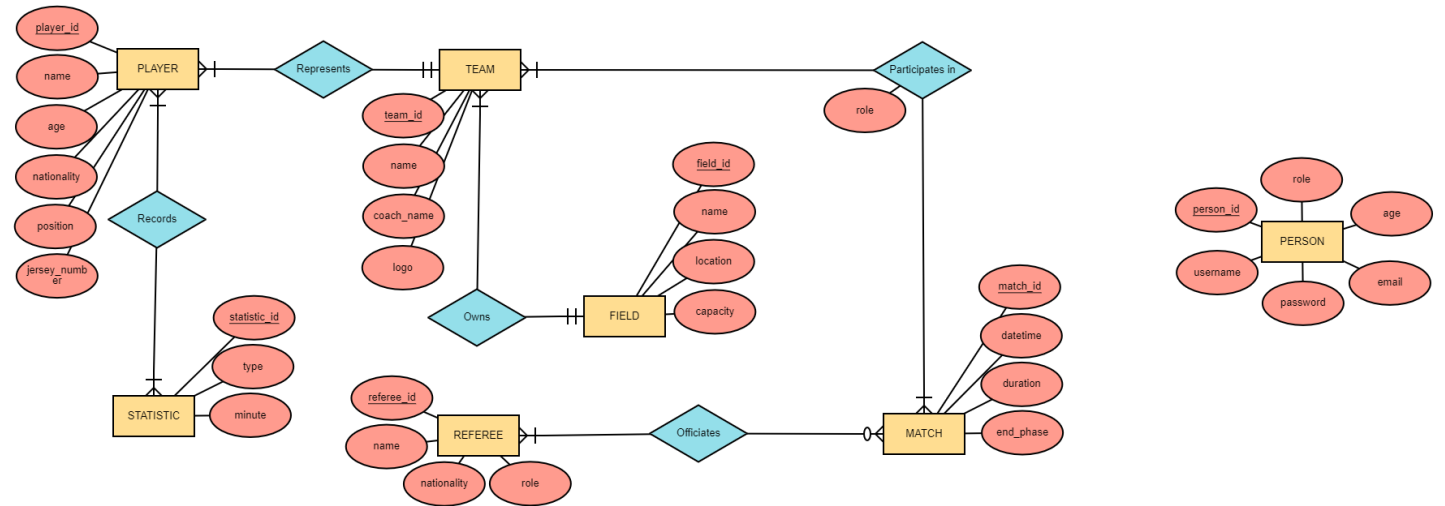 player_id
name
age
nationality
position
jersey_numb
er
PLAYER
Represents
TEAM
Participates in
role
team_id
name
coach_name
logo
Records
field_id
name
location
capacity
Owns
FIELD
statistic_id
type
minute
STATISTIC
referee_id
name
nationality
role
REFEREE
Officiates
match_id
datetime
duration
end_phase
MATCH
role
person_id
age
PERSON
username
email
password